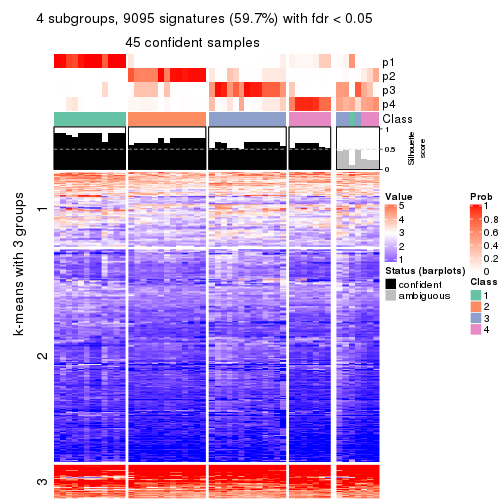 4 subgroups, 9095 signatures (59.7%) with fdr < 0.05
45 confident samples
p1
p2
p3
p4
Class
1
0.5
0
Silhouette
score
k-means with 3 groups
1
2
3
Value
5
4
3
2
1
Status (barplots)
confident
ambiguous
Prob
1
0.8
0.6
0.4
0.2
0
Class
1
2
3
4